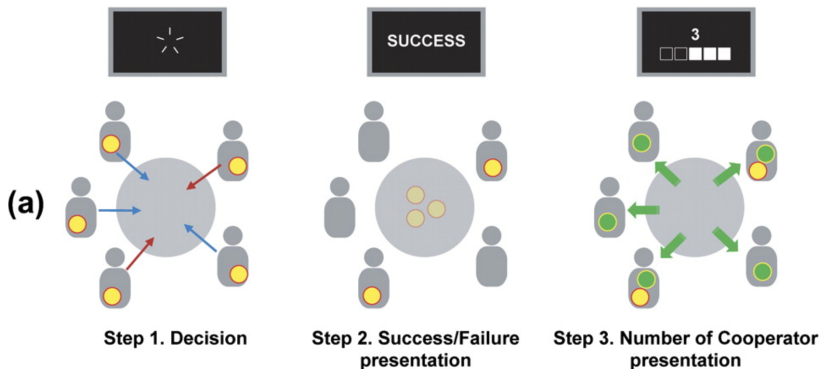 SUCCESS
3
(a)
Step 1. Decision
Step 2. Success/Failure
presentation
Step 3. Number of Cooperator
presentation